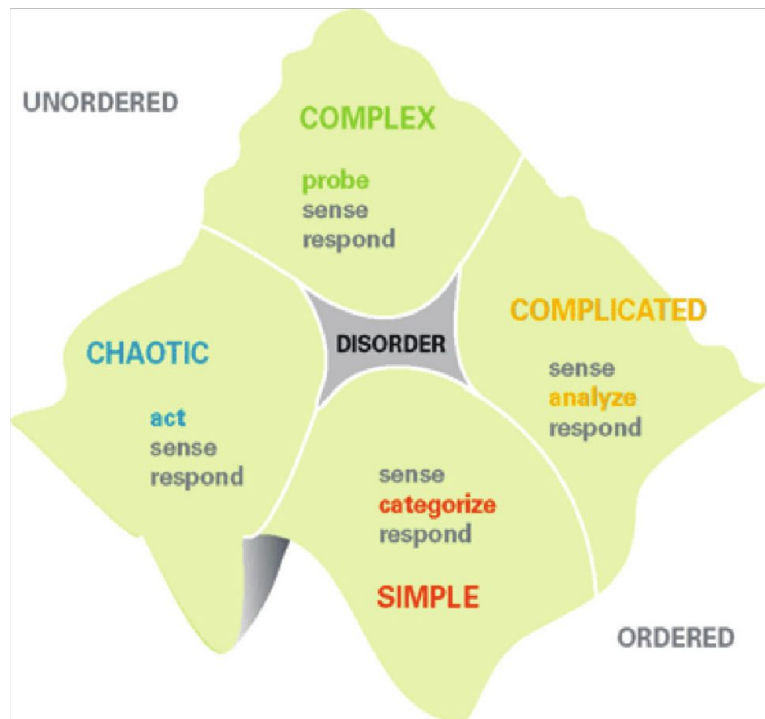 UNORDERED
COMPLEX
probe
sense
respond
COMPLICATED
sense
analyze
respond
DISORDER
CHAOTIC
act
sense
respond
sense
categorize
respond
SIMPLE
ORDERED